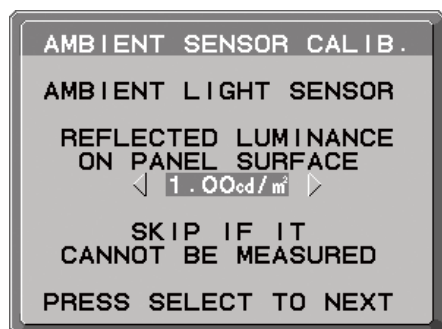 AMBIENT SENSOR CALIB.
AMBIENT LIGHT SENSOR
REFLECTED LUMINANCE
ON PANEL SURFACE
1.00cd/㎡
SKIP IF IT
CANNOT BE MEASURED
PRESS SELECT TO NEXT